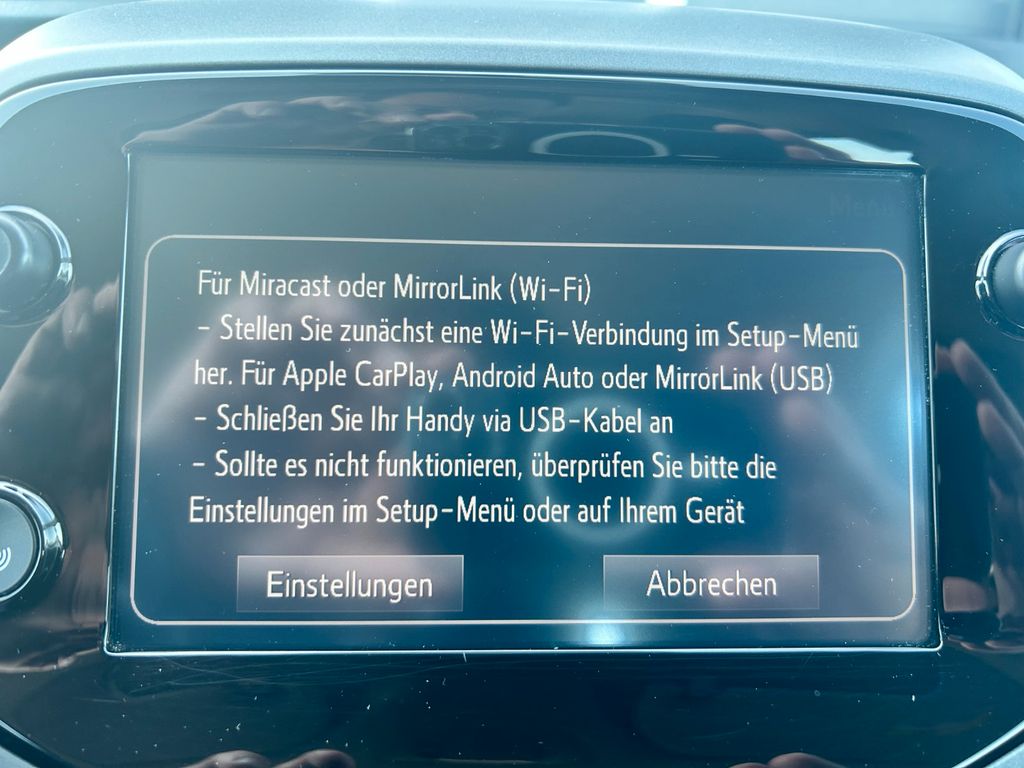 Menü
Für Miracast oder MirrorLink (Wi-Fi)
- Stellen Sie zunächst eine Wi-Fi-Verbindung im Setup-Menü
her. Für Apple CarPlay, Android Auto oder MirrorLink (USB)
- Schließen Sie Ihr Handy via USB-Kabel an
- Sollte es nicht funktionieren, überprüfen Sie bitte die
Einstellungen im Setup-Menü oder auf Ihrem Gerät
Einstellungen
Abbrechen